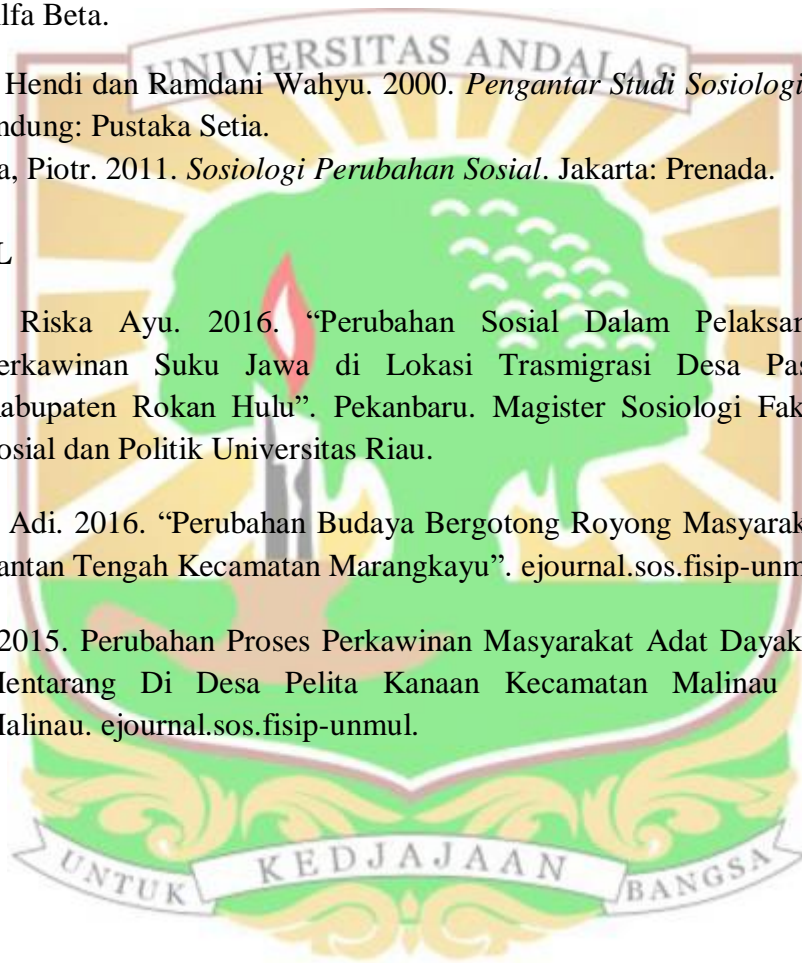 lfa Beta.
UNIVERSITAS ANDALAS
Hendi dan Ramdani Wahyu. 2000. Pengantar Studi Sosiologi
ndung: Pustaka Setia.
a, Piotr. 2011. Sosiologi Perubahan Sosial. Jakarta: Prenada.
L
Riska Ayu. 2016. “Perubahan Sosial Dalam Pelaksan
erkawinan Suku Jawa di Lokasi Trasmigrasi Desa Pas
abupaten Rokan Hulu”. Pekanbaru. Magister Sosiologi Fak
osial dan Politik Universitas Riau.
Adi. 2016. “Perubahan Budaya Bergotong Royong Masyarak
antan Tengah Kecamatan Marangkayu”. ejournal.sos.fisip-unm
2015. Perubahan Proses Perkawinan Masyarakat Adat Dayak
Mentarang Di Desa Pelita Kanaan Kecamatan Malinau
Malinau. ejournal.sos.fisip-unmul.
UNTUK KEDJAJAAN BANGSA